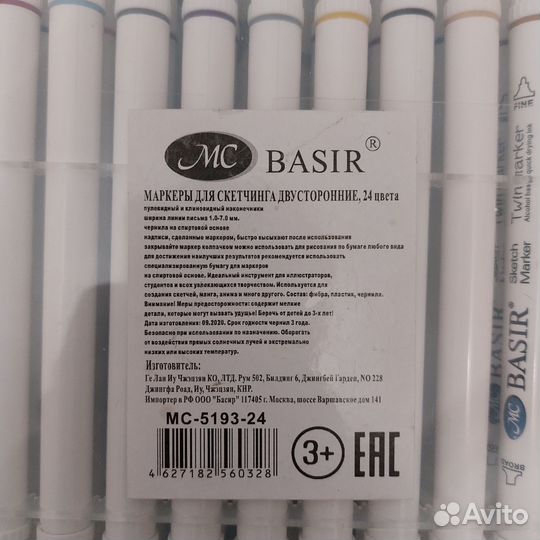 MC BASIR®
МАРКЕРЫ ДЛЯ СКЕТЧИНГА ДВУСТОРОННИЕ, 24 цвета
пулевидный и клиновидный наконечники
ширина линии письма 1.0-7.0 мм.
чернила на спиртовой основе
надписи, сделанные маркерам, быстро высыхают после использования
закрывайте маркер колпачком можно использовать для рисования по бумаге любого вида
для достижения наилучших результатов рекомендуется использовать
специализированную бумагу для маркеров
на спиртовой основе. Идеальный инструмент для иллюстраторов,
студентов и всех увлекающихся творчеством. Используется для
создания скетчей, манга, анима и много другого. Состав: фибра, пластик, чернила.
Внимание! Меры предосторожности: содержит мелкие
детали, которые могут вызвать удушье! Беречь от детей до 3-х лет!
Дата изготовления: 09.2020. Срок годности чернил 3 года.
Безопасно при использовании по назначению. Оберегать
от воздействия прямых солнечных лучей и экстремально
низких или высоких температур.
Изготовитель:
Ге Лан Иу Чжэцзян КО, ЛТД. Рум 502, Билдинг 6, Джингбей Гарден, NO 228
Джингфа Роад, Иу, Чжэцзян, КНР.
Импортер в РФ ООО "Басир" 117405 г. Москва, шоссе Варшавское дом 141
MC-5193-24
4 627182 560328
3+
EAC
MC BASIR® Sketch Marker Twin marker
Alcohol based quick drying ink
FINE
BROAD
MC BASIR
Avito